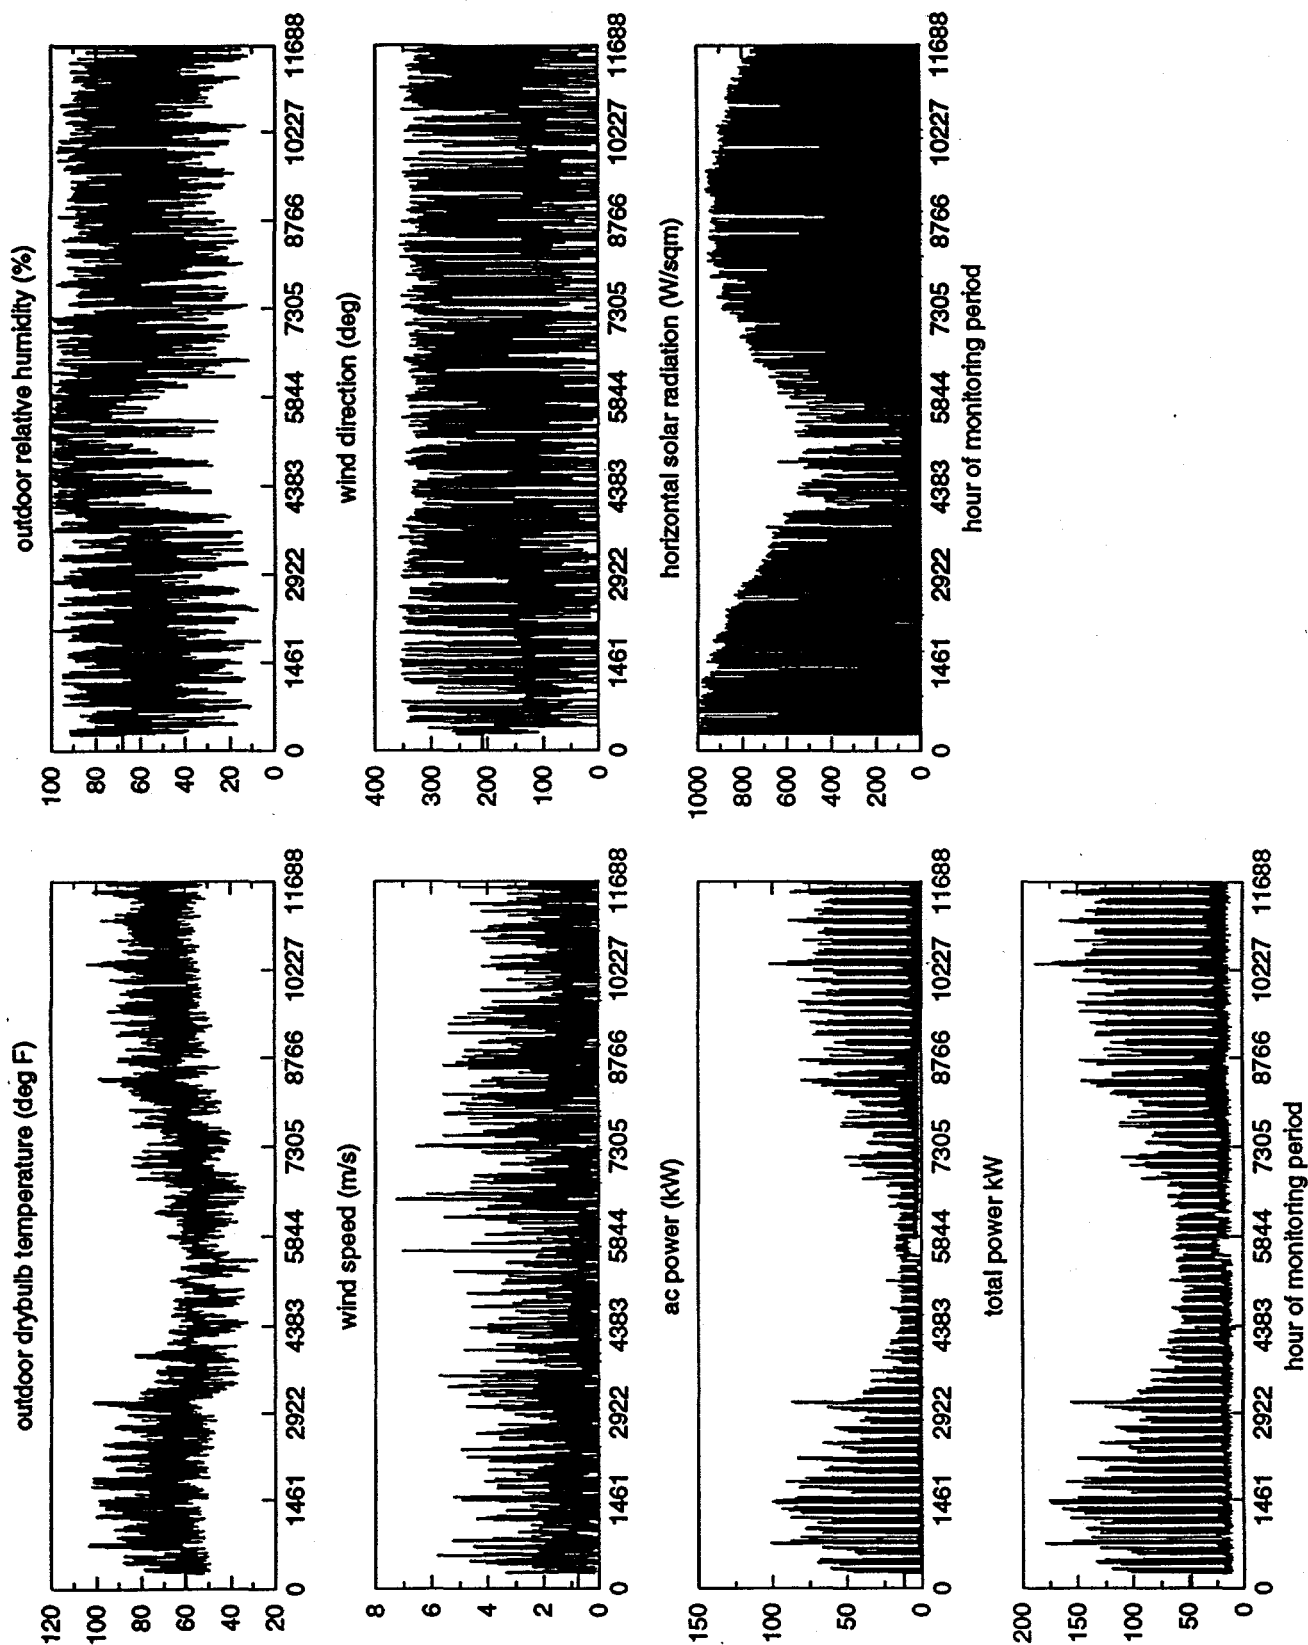 outdoor drybulb temperature (deg F)
120
100
80
60
40
20
0 1461 2922 4383 5844 7305 8766 10227 11688
outdoor relative humidity (%)
100
80
60
40
20
0
0 1461 2922 4383 5844 7305 8766 10227 11688
wind speed (m/s)
8
6
4
2
0
0 1461 2922 4383 5844 7305 8766 10227 11688
wind direction (deg)
400
300
200
100
0
0 1461 2922 4383 5844 7305 8766 10227 11688
ac power (kW)
150
100
50
0
0 1461 2922 4383 5844 7305 8766 10227 11688
horizontal solar radiation (W/sqm)
1000
800
600
400
200
0
0 1461 2922 4383 5844 7305 8766 10227 11688
hour of monitoring period
total power kW
200
150
100
50
0
0 1461 2922 4383 5844 7305 8766 10227 11688
hour of monitoring period